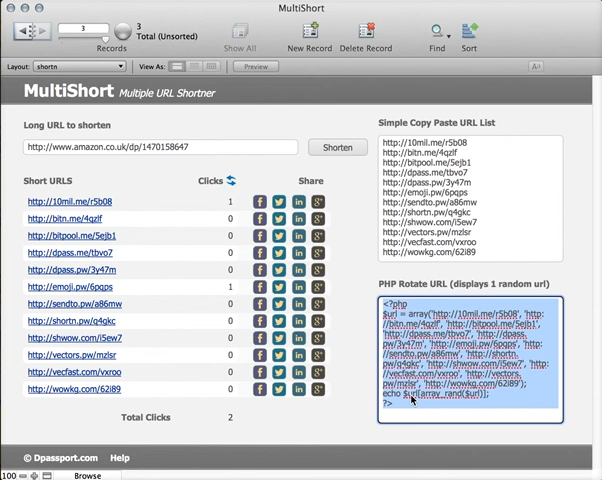 MultiShort
3
3
Total (Unsorted)
Records
Show All
New Record
Delete Record
Find
Sort
Layout:
shortn
View As:
Preview
Aa
MultiShort Multiple URL Shortner
Long URL to shorten
http://www.amazon.co.uk/dp/1470158647
Shorten
Short URLS
Clicks
Share
http://10mil.me/r5b08 1
http://bitn.me/4qzlf 0
http://bitpool.me/5ejb1 0
http://dpass.me/tbvo7 0
http://dpass.pw/3y47m 0
http://emoji.pw/6pqps 1
http://sendto.pw/a86mw 0
http://shortn.pw/q4gkc 0
http://shwow.com/i5ew7 0
http://vectors.pw/mzlsr 0
http://vecfast.com/vxroo 0
http://wowkg.com/62i89 0
Total Clicks 2
Simple Copy Paste URL List
http://10mil.me/r5b08
http://bitn.me/4qzlf
http://bitpool.me/5ejb1
http://dpass.me/tbvo7
http://dpass.pw/3y47m
http://emoji.pw/6pqps
http://sendto.pw/a86mw
http://shortn.pw/q4gkc
http://shwow.com/i5ew7
http://vectors.pw/mzlsr
http://vecfast.com/vxroo
http://wowkg.com/62i89
PHP Rotate URL (displays 1 random url)
<?php
$url = array('http://10mil.me/r5b08', 'http:
//bitn.me/4qzlf', 'http://bitpool.me/5ejb1',
'http://dpass.me/tbvo7', 'http://dpass.
pw/3y47m', 'http://emoji.pw/6pqps', 'http:
//sendto.pw/a86mw', 'http://shortn.
pw/q4gkc', 'http://shwow.com/i5ew7', 'http:
//vecfast.com/vxroo', 'http://vectors.
pw/mzlsr', 'http://wowkg.com/62i89');
echo $url[array_rand($url)];
?>
© Dpassport.com
Help
100
Browse